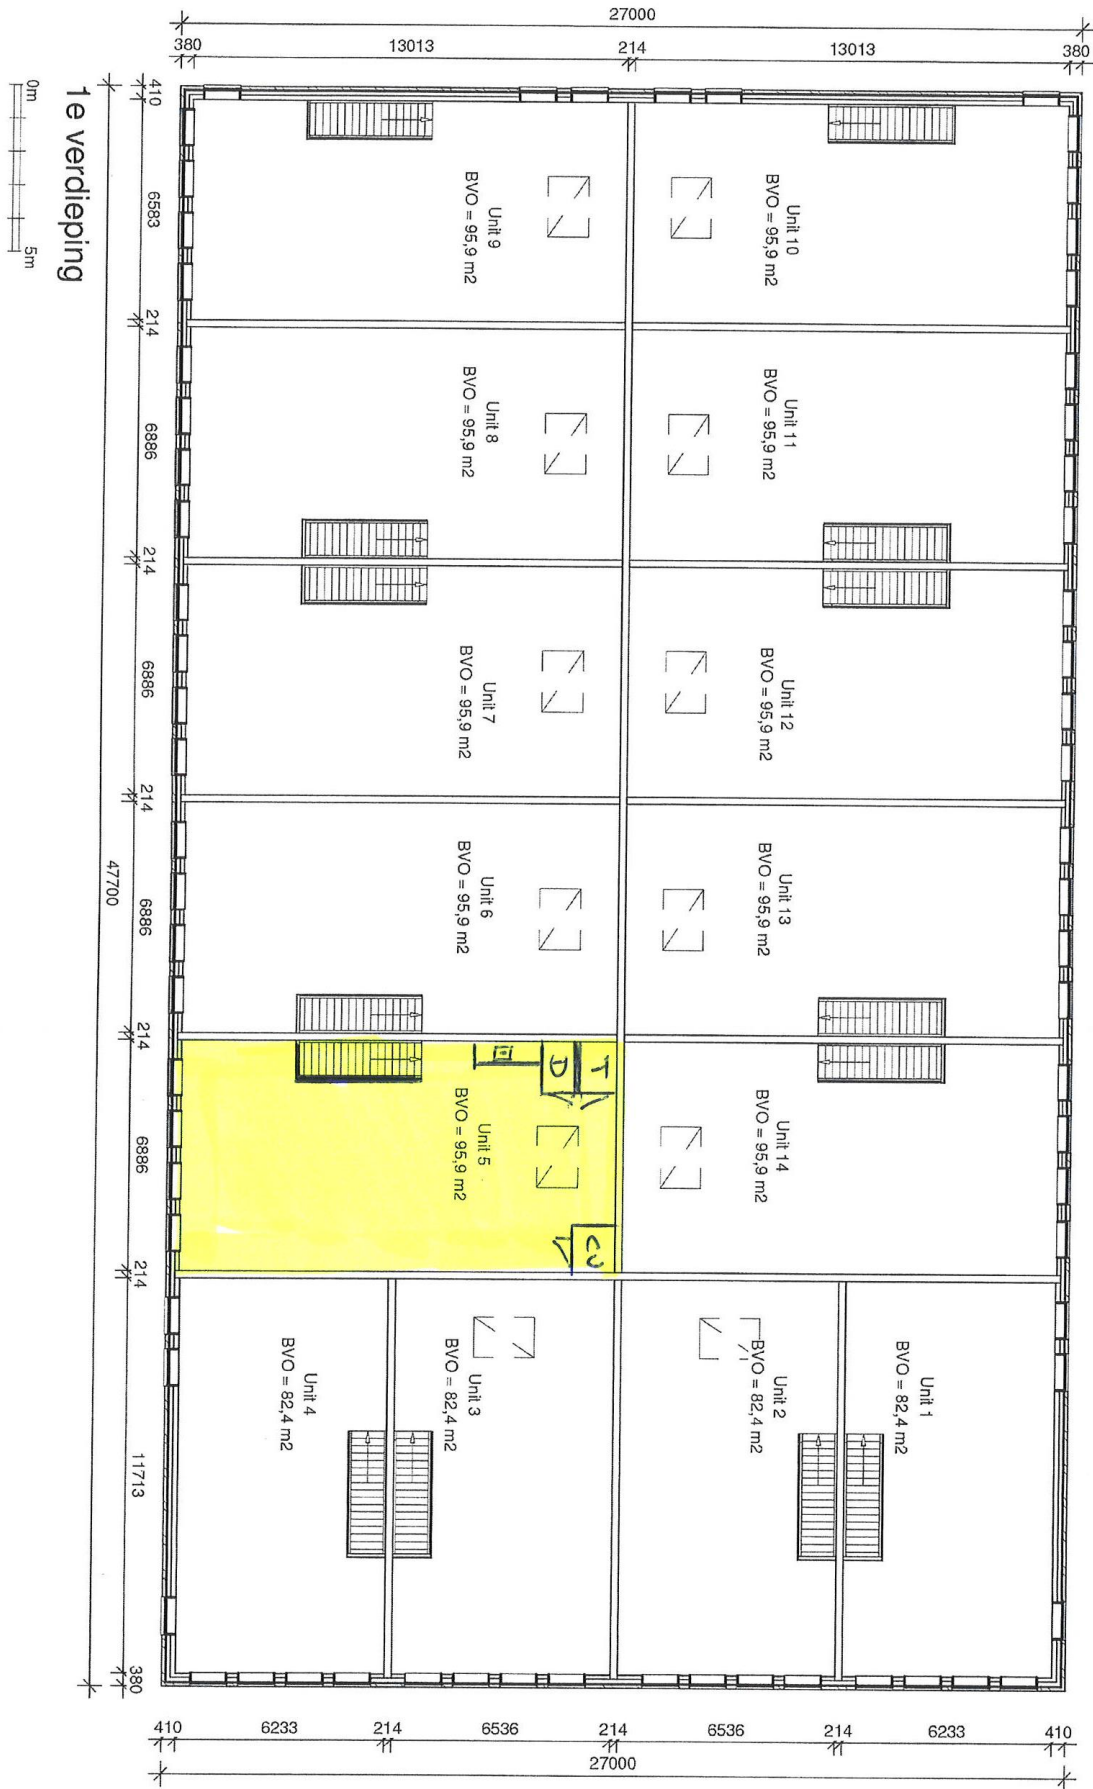 27000
380
13013
214
13013
380
1e verdieping
0m
5m
410
6583
214
6886
214
6886
214
6886
214
6886
214
11713
380
47700
Unit 9
BVO = 95,9 m2
Unit 10
BVO = 95,9 m2
Unit 8
BVO = 95,9 m2
Unit 11
BVO = 95,9 m2
Unit 7
BVO = 95,9 m2
Unit 12
BVO = 95,9 m2
Unit 6
BVO = 95,9 m2
Unit 13
BVO = 95,9 m2
D
T
Unit 5
BVO = 95,9 m2
Unit 14
BVO = 95,9 m2
CV
Unit 4
BVO = 82,4 m2
Unit 3
BVO = 82,4 m2
Unit 2
BVO = 82,4 m2
Unit 1
BVO = 82,4 m2
410
6233
214
6536
214
6536
214
6233
410
27000